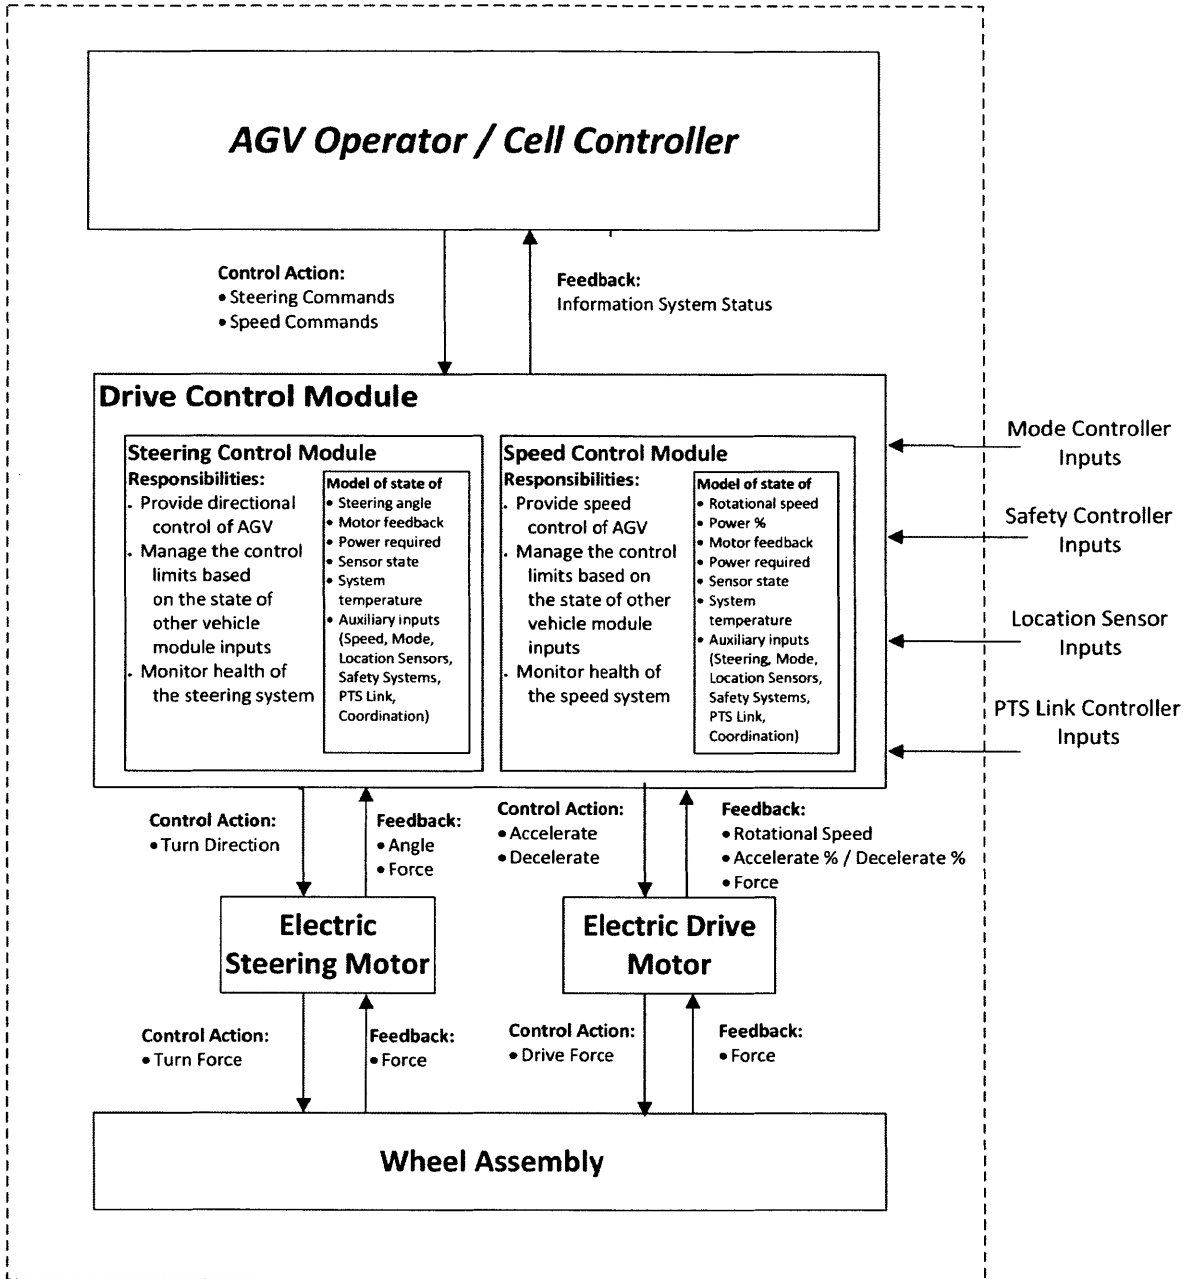 AGV Operator / Cell Controller
Control Action:
• Steering Commands
• Speed Commands
Feedback:
Information System Status
Drive Control Module
Steering Control Module
Responsibilities:
. Provide directional
control of AGV
. Manage the control
limits based
on the state of
other vehicle
module inputs
. Monitor health of
the steering system
Model of state of
• Steering angle
• Motor feedback
• Power required
• Sensor state
• System
temperature
• Auxiliary inputs
(Speed, Mode,
Location Sensors,
Safety Systems,
PTS Link,
Coordination)
Speed Control Module
Responsibilities:
. Provide speed
control of AGV
. Manage the control
limits based on
the state of other
vehicle module
inputs
. Monitor health of
the speed system
Model of state of
• Rotational speed
• Power %
• Motor feedback
• Power required
• Sensor state
• System
temperature
• Auxiliary inputs
(Steering, Mode,
Location Sensors,
Safety Systems,
PTS Link,
Coordination)
Mode Controller
Inputs
Safety Controller
Inputs
Location Sensor
Inputs
PTS Link Controller
Inputs
Control Action:
• Turn Direction
Feedback:
• Angle
• Force
Control Action:
• Accelerate
• Decelerate
Feedback:
• Rotational Speed
• Accelerate % / Decelerate %
• Force
Electric
Steering Motor
Electric Drive
Motor
Control Action:
• Turn Force
Feedback:
• Force
Control Action:
• Drive Force
Feedback:
• Force
Wheel Assembly